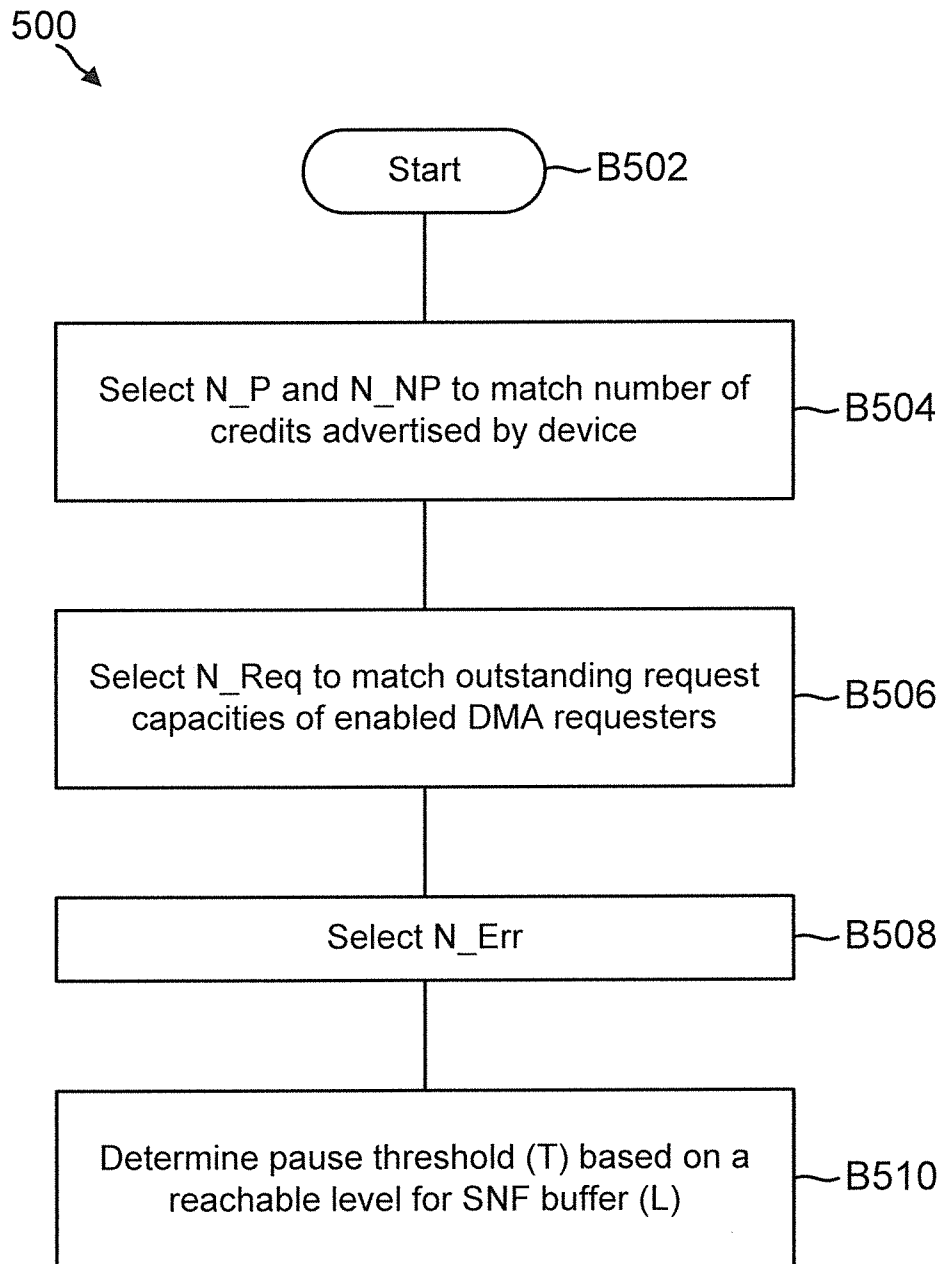 500
Start
B502
Select N_P and N_NP to match number of
credits advertised by device
B504
Select N_Req to match outstanding request
capacities of enabled DMA requesters
B506
Select N_Err
B508
Determine pause threshold (T) based on a
reachable level for SNF buffer (L)
B510